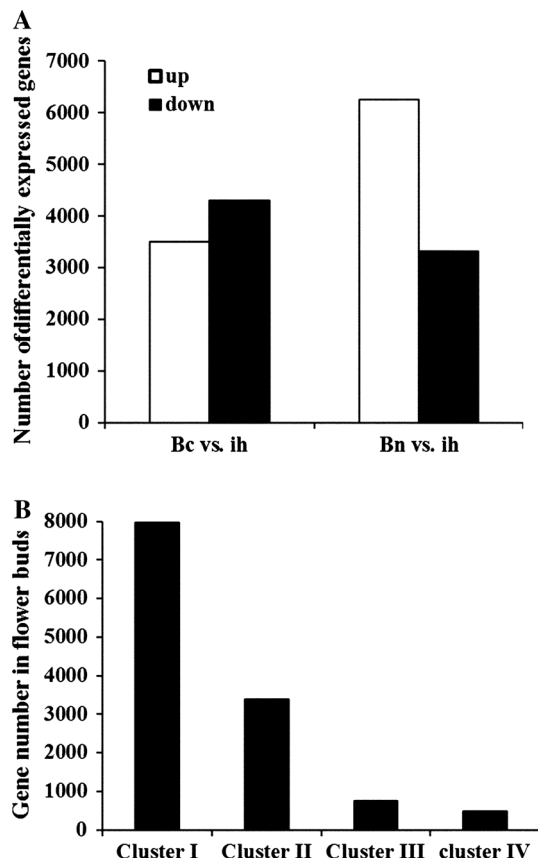 A
Number ofdifferentially expressed genes
7000
6000
5000
4000
3000
2000
1000
0
up
down
Bc vs. ih
Bn vs. ih
B
Gene number in flower buds
8000
7000
6000
5000
4000
3000
2000
1000
0
Cluster I
Cluster II
Cluster III
cluster IV